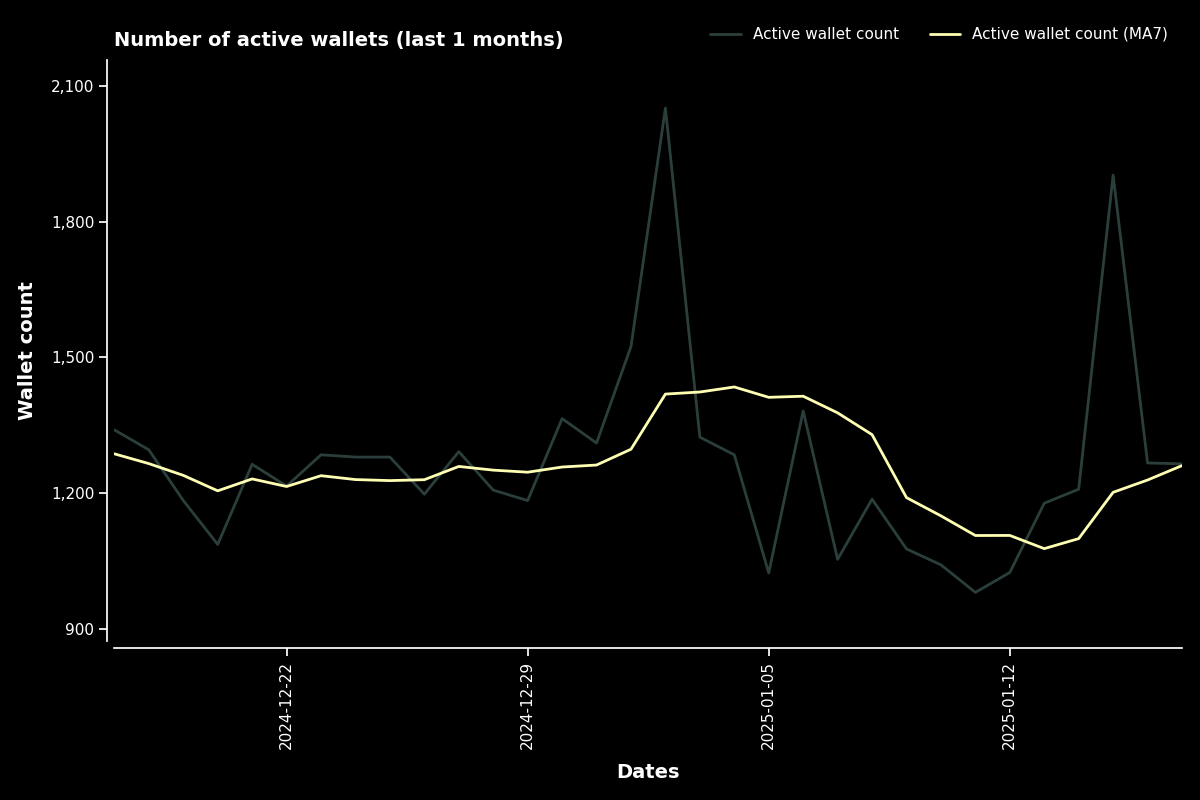 Number of active wallets (last 1 months)
Active wallet count
Active wallet count (MA7)
Wallet count
2,100
1,800
1,500
1,200
900
2024-12-22
2024-12-29
2025-01-05
2025-01-12
Dates